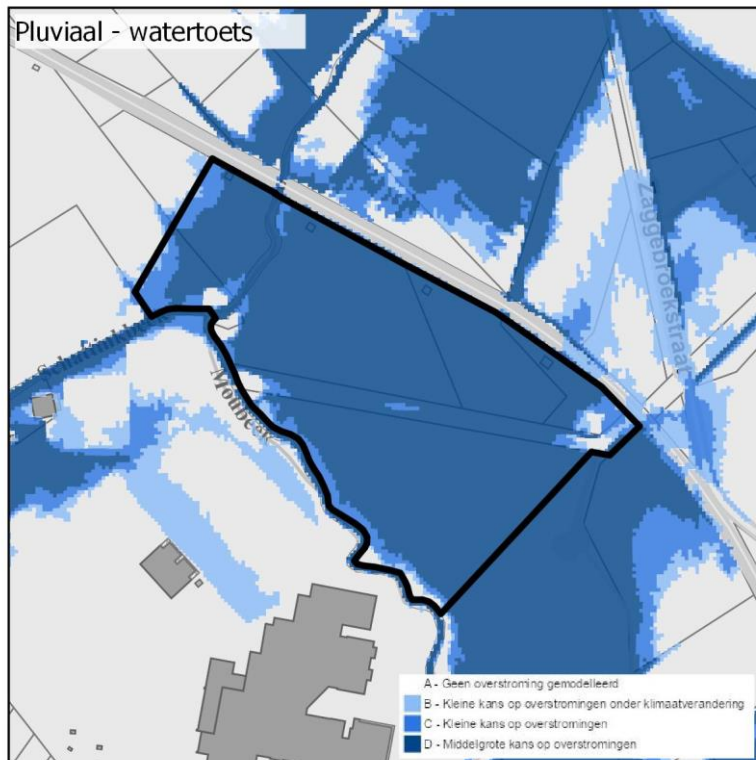 Pluviaal - watertoets
Zaggebroekstraat
Moubeek
A - Geen overstroming gemodelleerd
B - Kleine kans op overstromingen onder klimaatverandering
C - Kleine kans op overstromingen
D - Middelgrote kans op overstromingen